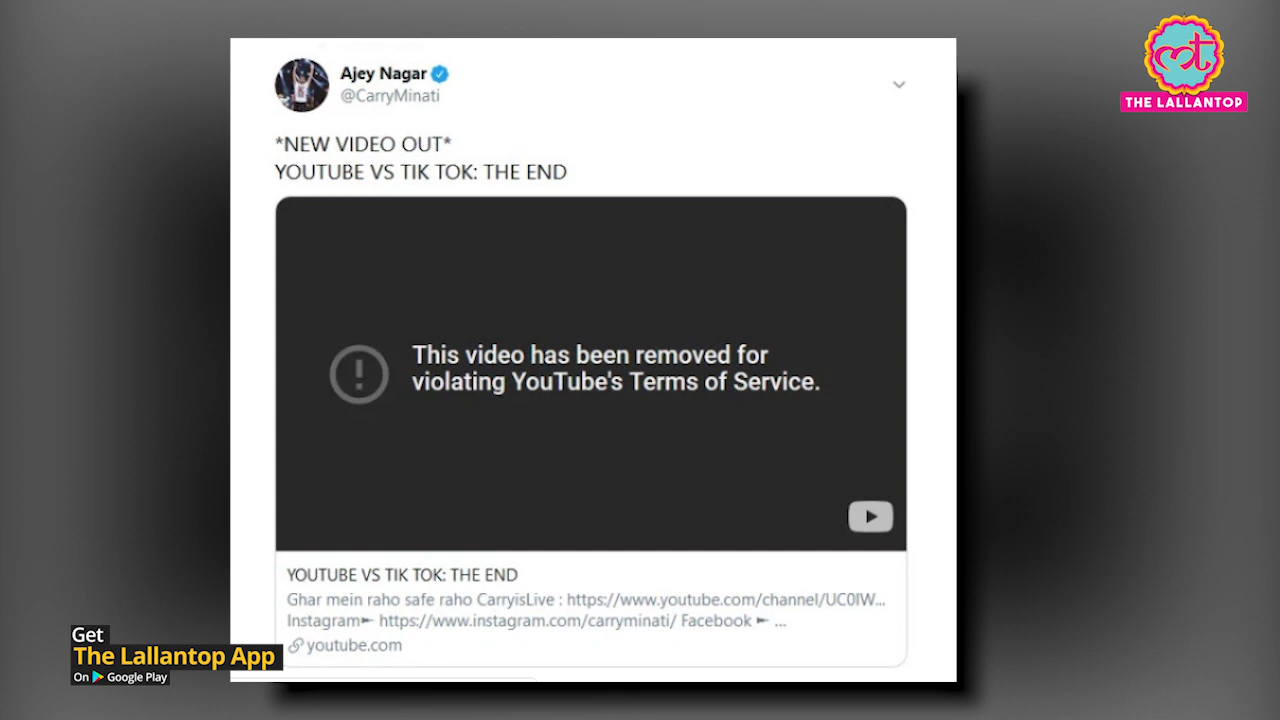 Ajey Nagar
@CarryMinati
*NEW VIDEO OUT*
YOUTUBE VS TIK TOK: THE END
This video has been removed for
violating YouTube's Terms of Service.
YOUTUBE VS TIK TOK: THE END
Ghar mein raho safe raho CarryisLive : https://www.youtube.com/channel/UC0IW...
Instagram➼ https://www.instagram.com/carryminati/ Facebook ➼ ...
youtube.com
THE LALLANTOP
Get
The Lallantop App
On Google Play